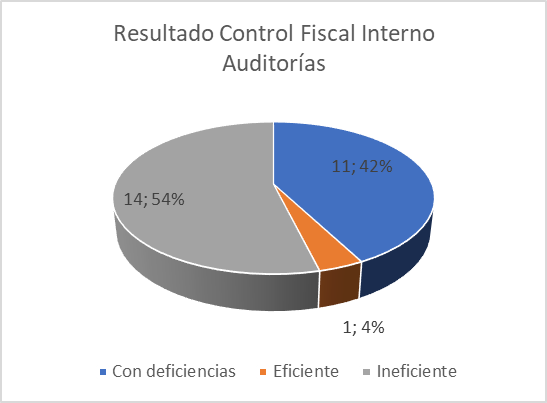 Resultado Control Fiscal Interno
Auditorías
11; 42%
14; 54%
1; 4%
Con deficiencias Eficiente Ineficiente